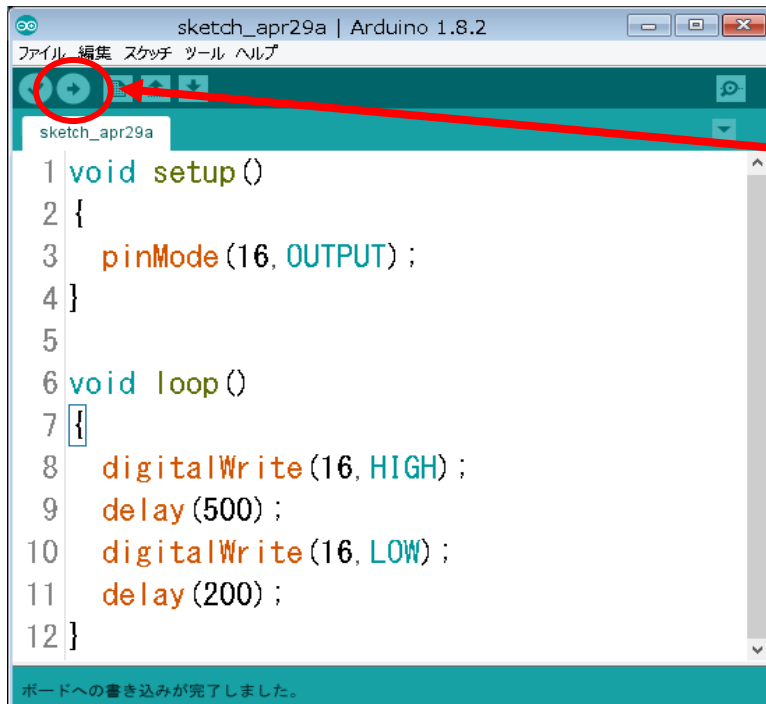 sketch_apr29a | Arduino 1.8.2
ファイル 編集 スケッチ ツール ヘルプ
sketch_apr29a
1 void setup()
2 {
3   pinMode(16,OUTPUT);
4 }
5
6 void loop()
7 {
8   digitalWrite(16,HIGH);
9   delay(500);
10   digitalWrite(16,LOW);
11   delay(200);
12 }
ボードへの書き込みが完了しました。